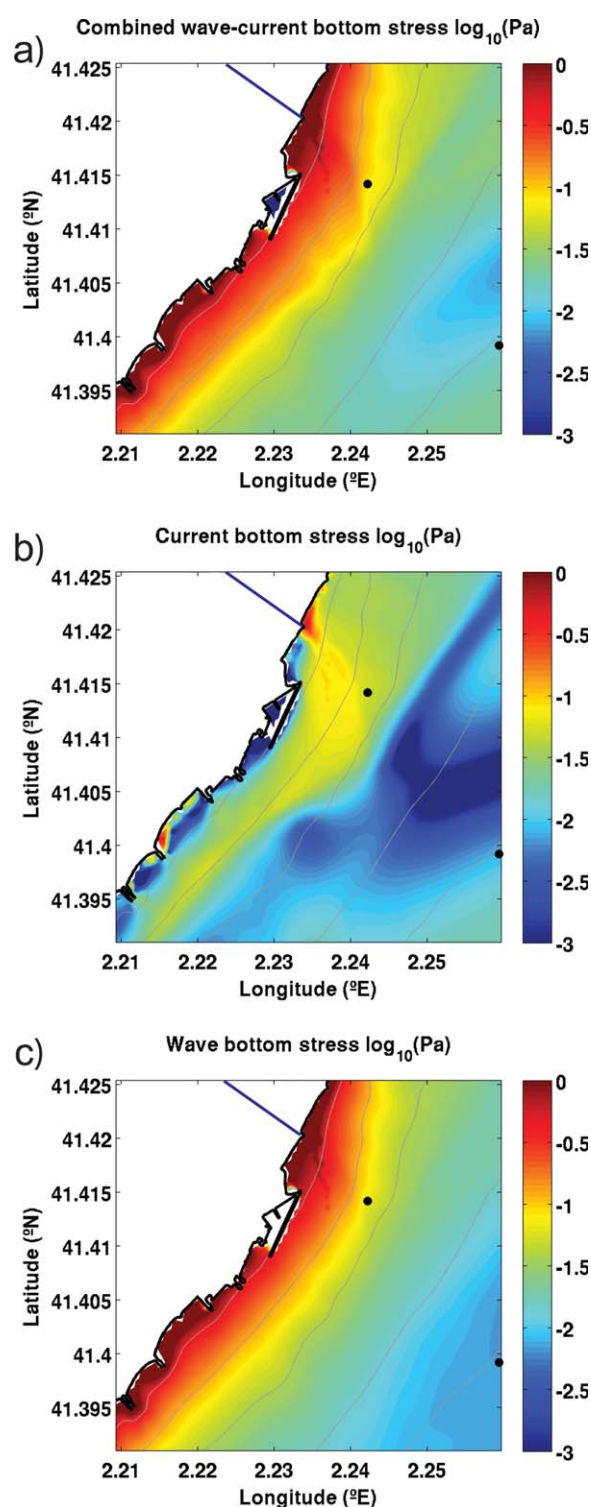 a)
Combined wave-current bottom stress log10(Pa)
41.425
41.42
41.415
41.41
41.405
41.4
41.395
Latitude (ºN)
2.21 2.22 2.23 2.24 2.25
Longitude (ºE)
0
-0.5
-1
-1.5
-2
-2.5
-3
b)
Current bottom stress log10(Pa)
41.425
41.42
41.415
41.41
41.405
41.4
41.395
Latitude (ºN)
2.21 2.22 2.23 2.24 2.25
Longitude (ºE)
0
-0.5
-1
-1.5
-2
-2.5
-3
c)
Wave bottom stress log10(Pa)
41.425
41.42
41.415
41.41
41.405
41.4
41.395
Latitude (ºN)
2.21 2.22 2.23 2.24 2.25
Longitude (ºE)
0
-0.5
-1
-1.5
-2
-2.5
-3